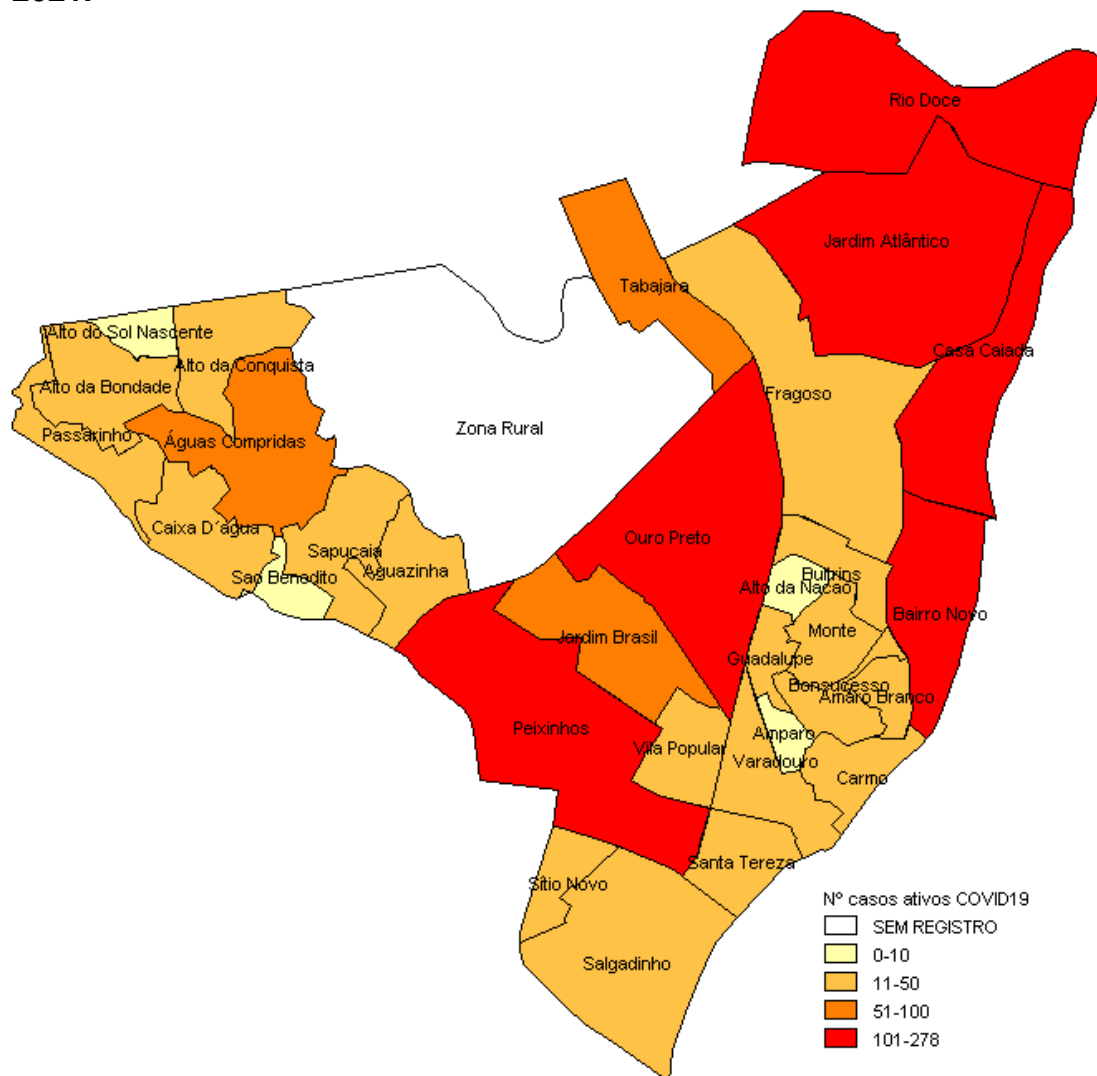 Rio Doce
Jardim Atlântico
Tabajara
Alto do Sol Nascente
Casa Caiada
Alto da Conquista
Alto da Bondade
Fragoso
Zona Rural
Passarinho
Águas Compridas
Caixa D´água
Ouro Preto
Sapucaia
Aguazinha
Sao Benedito
Bultrins
Alto da Nacao
Bairro Novo
Jardim Brasil
Monte
Guadalupe
Bonsucesso
Amaro Branco
Peixinhos
Amparo
Vila Popular
Varadouro
Carmo
Santa Tereza
Sítio Novo
Salgadinho
Nº casos ativos COVID19
SEM REGISTRO
0-10
11-50
51-100
101-278